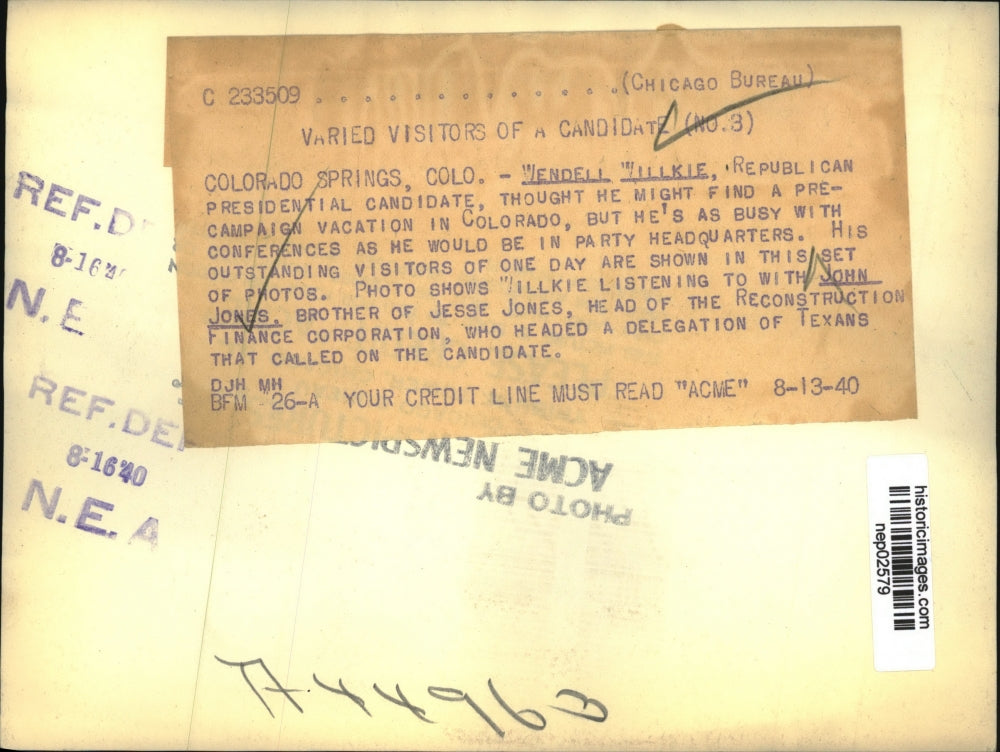 C 233509 . . . . . . . . . . . . . . .(CHICAGO BUREAU)
VARIED VISITORS OF A CANDIDATE (NO.3)
COLORADO SPRINGS, COLO. - WENDELL WILLKIE, REPUBLICAN
PRESIDENTIAL CANDIDATE, THOUGHT HE MIGHT FIND A PRE-
CAMPAIGN VACATION IN COLORADO, BUT HE'S AS BUSY WITH
CONFERENCES AS HE WOULD BE IN PARTY HEADQUARTERS. HIS
OUTSTANDING VISITORS OF ONE DAY ARE SHOWN IN THIS SET
OF PHOTOS. PHOTO SHOWS WILLKIE LISTENING TO WITH JOHN
JONES, BROTHER OF JESSE JONES, HEAD OF THE RECONSTRUCTION
FINANCE CORPORATION, WHO HEADED A DELEGATION OF TEXANS
THAT CALLED ON THE CANDIDATE.
DJH MH
BFM 26-A YOUR CREDIT LINE MUST READ "ACME" 8-13-40
REF.D
8-16
N.E
REF.DE
8-16'40
N.E.A
PHOTO BY
ACME NEWSPIC
historicimages.com
nep02579